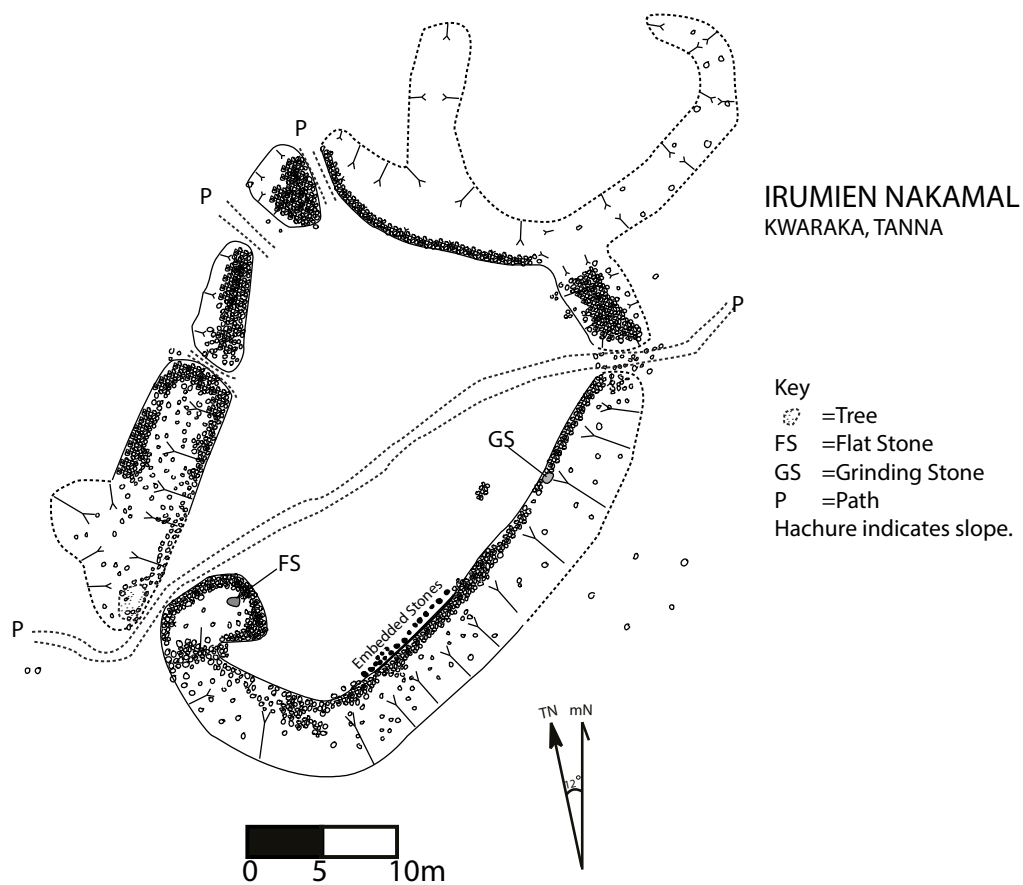 P
P
IRUMIEN NAKAMAL
KWARAKA, TANNA
P
Key
=Tree
FS =Flat Stone
GS =Grinding Stone
P =Path
Hachure indicates slope.
GS
FS
Embedded Stones
P
TN mN
12°
0 5 10m